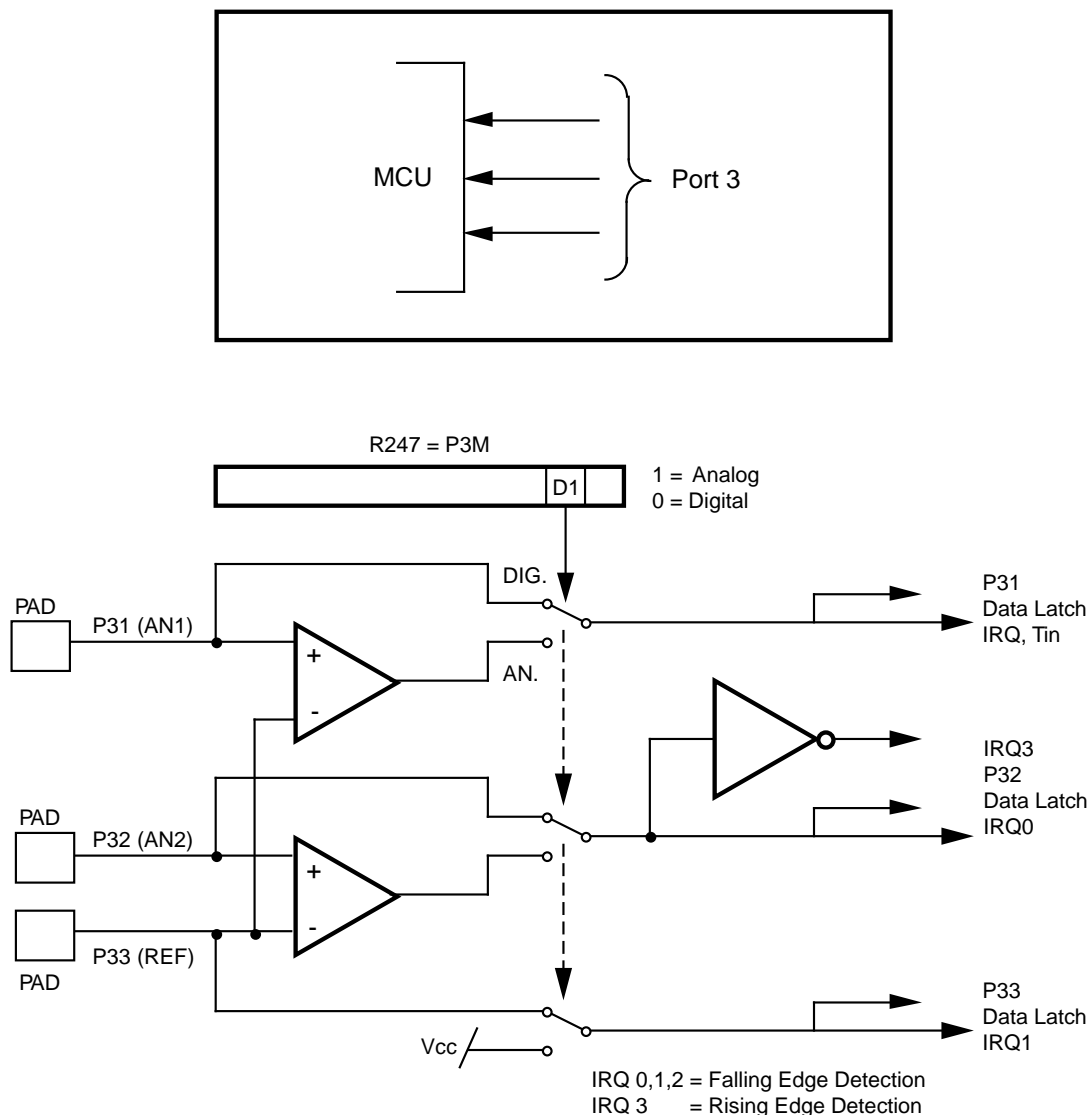 MCU
Port 3
R247 = P3M
D1
1 = Analog
0 = Digital
DIG.
PAD
P31 (AN1)
+
-
AN.
P31
Data Latch
IRQ, Tin
IRQ3
PAD
P32 (AN2)
+
-
P32
Data Latch
IRQ0
P33 (REF)
PAD
Vcc
P33
Data Latch
IRQ1
IRQ 0,1,2 = Falling Edge Detection
IRQ 3 = Rising Edge Detection